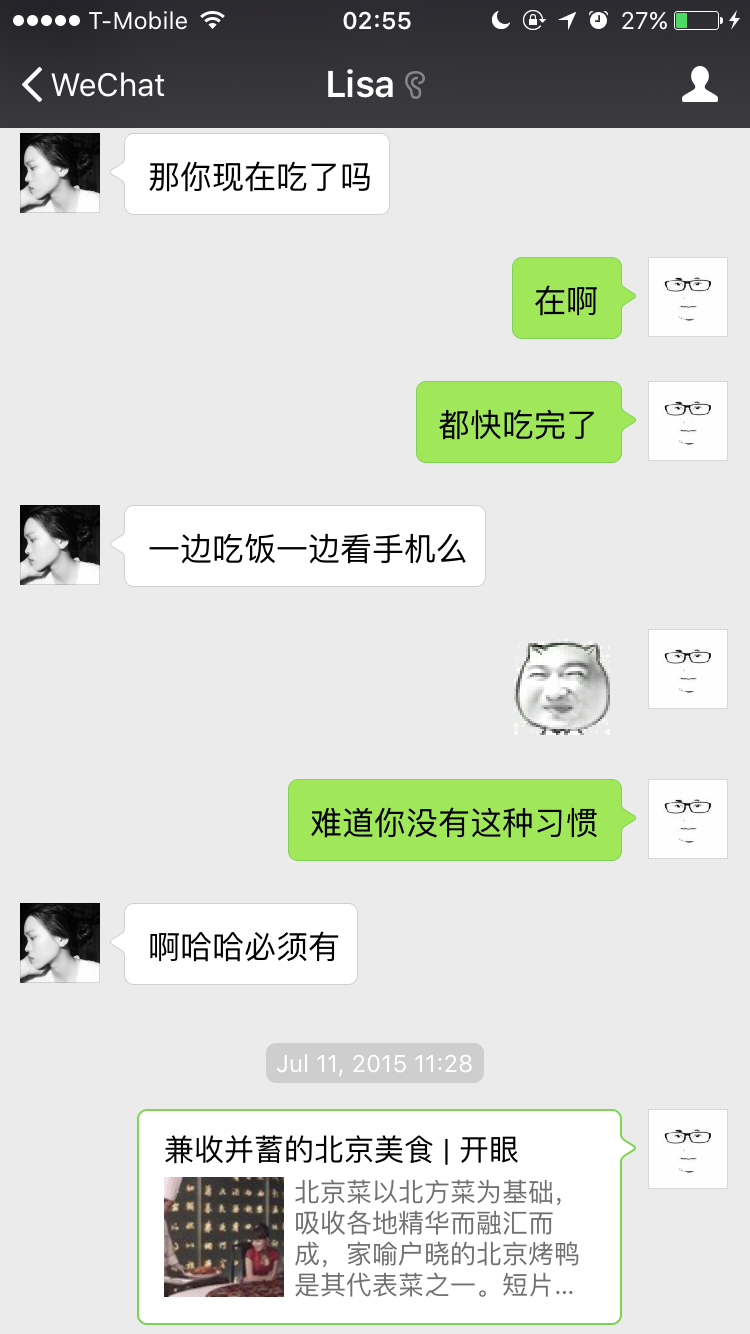 T-Mobile 02:55 27%
WeChat Lisa
那你现在吃了吗
在啊
都快吃完了
一边吃饭一边看手机么
难道你没有这种习惯
啊哈哈必须有
Jul 11, 2015 11:28
兼收并蓄的北京美食 | 开眼
北京菜以北方菜为基础，
吸收各地精华而融汇而
成，家喻户晓的北京烤鸭
是其代表菜之一。短片...